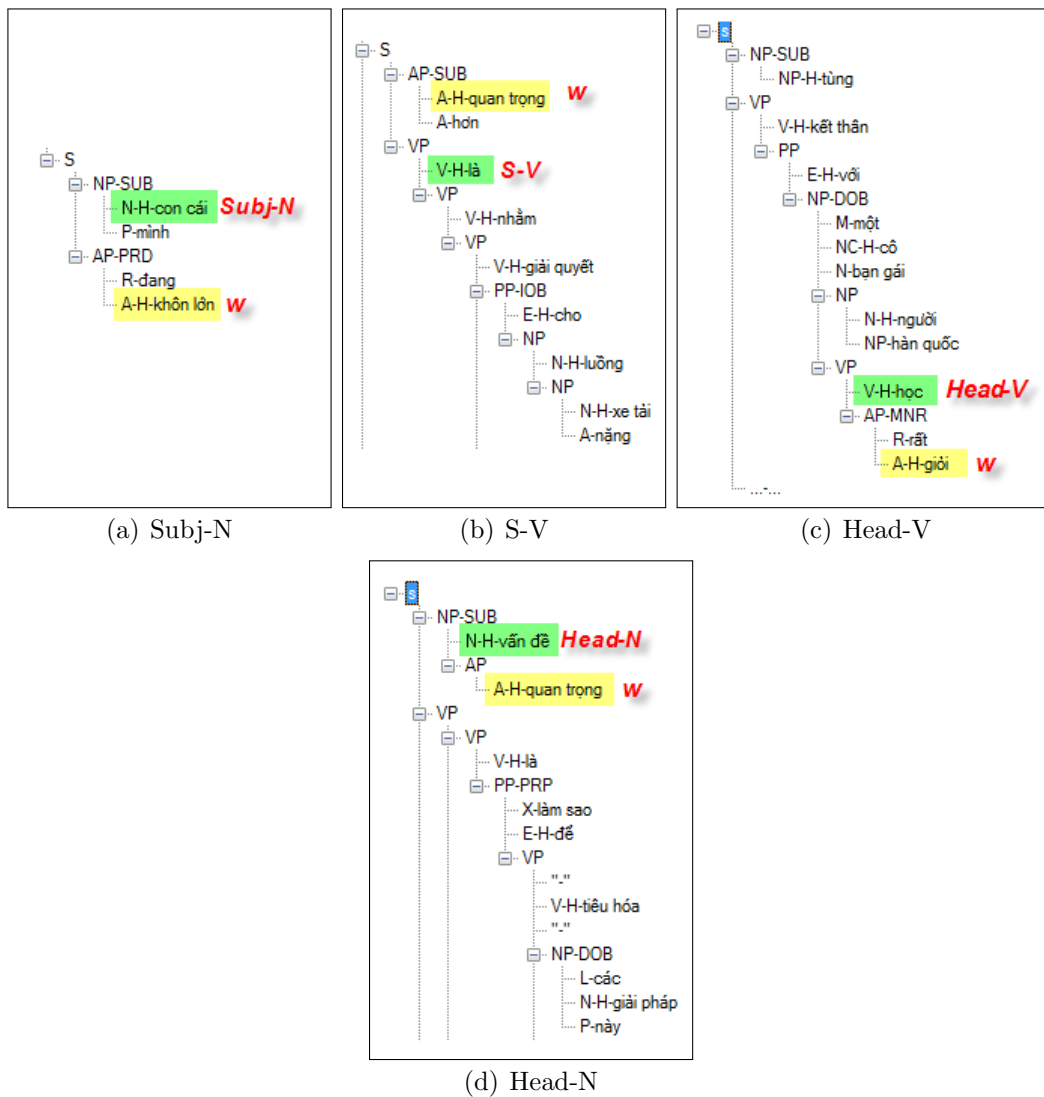 S
NP-SUB
N-H-con cái Subj-N
P-mình
AP-PRD
R-đang
A-H-khôn lớn w
(a) Subj-N
S
AP-SUB
A-H-quan trọng w
A-hơn
VP
V-H-là S-V
VP
V-H-nhằm
VP
V-H-giải quyết
PP-IOB
E-H-cho
NP
N-H-luồng
NP
N-H-xe tải
A-nặng
(b) S-V
s
NP-SUB
NP-H-tùng
VP
V-H-kết thân
PP
E-H-với
NP-DOB
M-một
NC-H-cô
N-bạn gái
NP
N-H-người
NP-hàn quốc
VP
V-H-học Head-V
AP-MNR
R-rất
A-H-giỏi w
...-...
(c) Head-V
s
NP-SUB
N-H-vấn đề Head-N
AP
A-H-quan trọng w
VP
VP
V-H-là
PP-PRP
X-làm sao
E-H-để
VP
"-"
V-H-tiêu hóa
"-"
NP-DOB
L-các
N-H-giải pháp
P-này
(d) Head-N